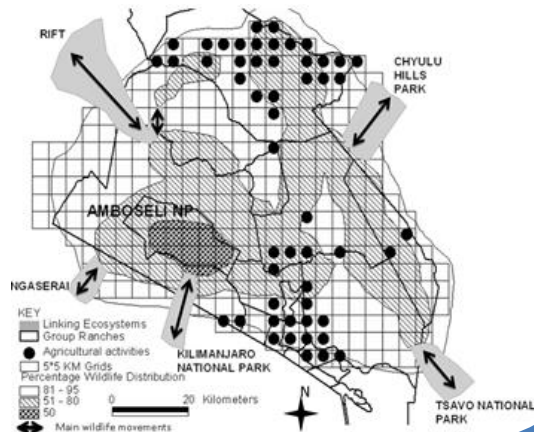 RIFT
CHYULU
HILLS
PARK
AMBOSELI NP
NGASERAI
KEY
Linking Ecosystems
Group Ranches
Agricultural activities
5*5 KM Grids
Percentage Wildlife Distribution
81 - 95
51 - 80
50
0 20 Kilometers
Main wildlife movements
KILIMANJARO
NATIONAL PARK
N
TSAVO NATIONAL
PARK